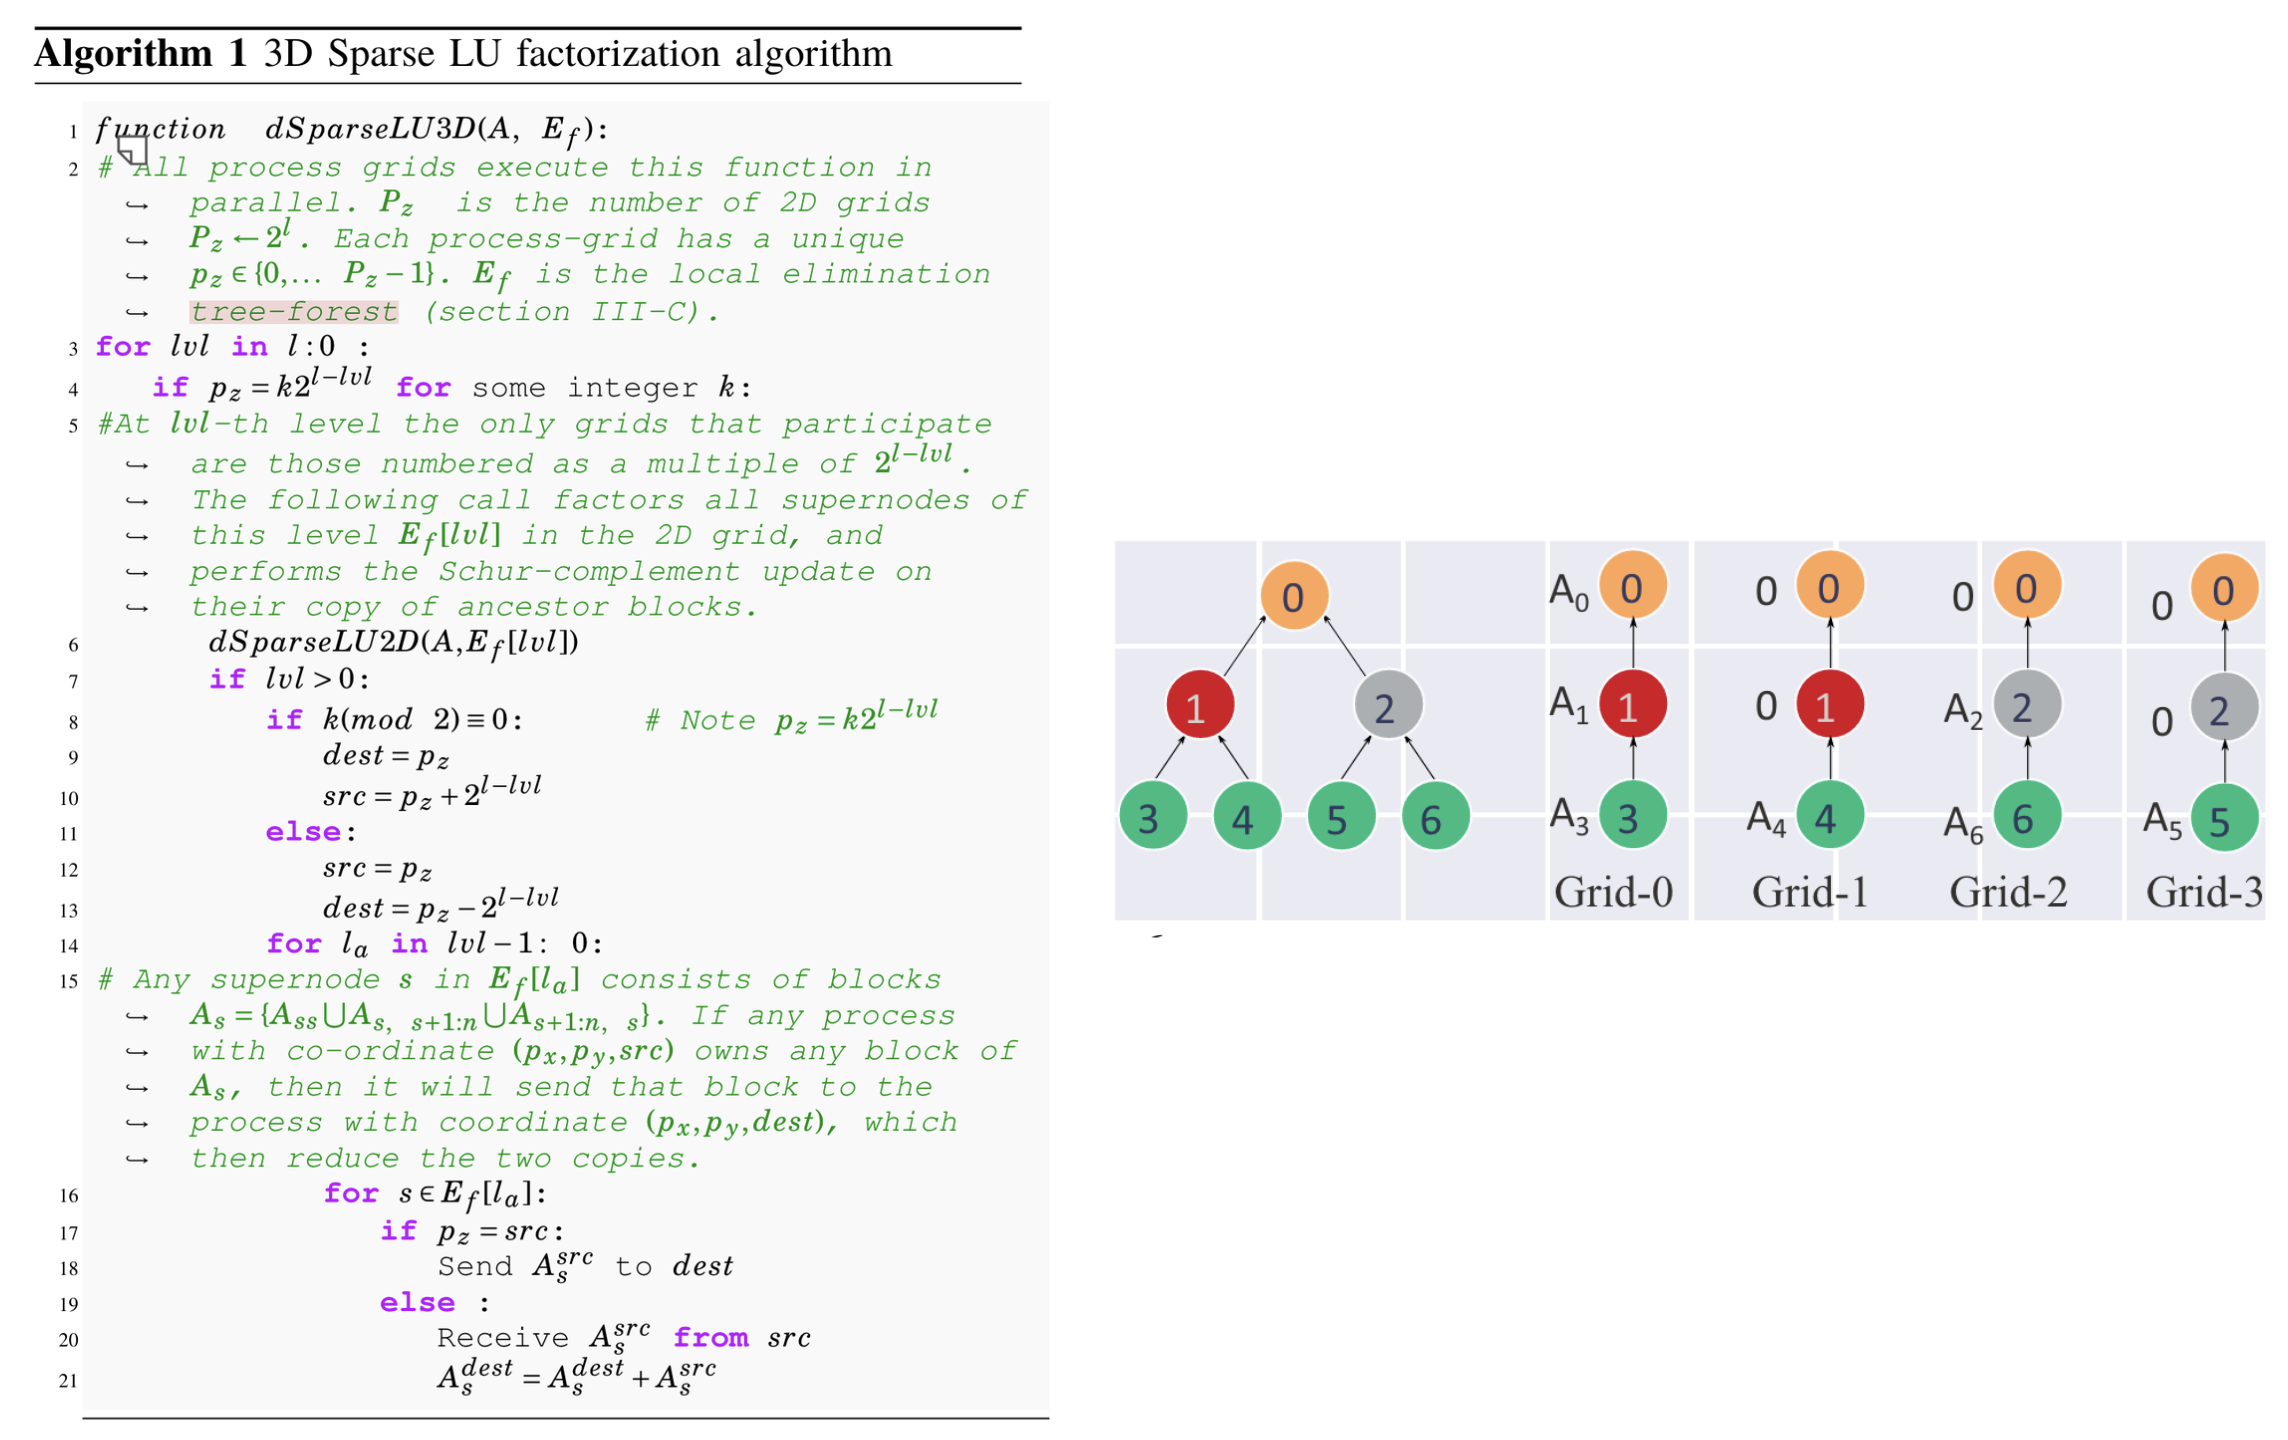 Algorithm 1 3D Sparse LU factorization algorithm
1 function dSparseLU3D(A, E_f):
2 # All process grids execute this function in
↪ parallel. P_z is the number of 2D grids
↪ P_z ← 2^l. Each process-grid has a unique
↪ p_z ∈ {0,... P_z − 1}. E_f is the local elimination
↪ tree-forest (section III-C).
3 for lvl in l:0 :
4 if p_z = k2^{l−lvl} for some integer k:
5 #At lvl-th level the only grids that participate
↪ are those numbered as a multiple of 2^{l−lvl}.
↪ The following call factors all supernodes of
↪ this level E_f[lvl] in the 2D grid, and
↪ performs the Schur-complement update on
↪ their copy of ancestor blocks.
6 dSparseLU2D(A,E_f[lvl])
7 if lvl > 0:
8 if k(mod 2) ≡ 0: # Note p_z = k2^{l−lvl}
9 dest = p_z
10 src = p_z + 2^{l−lvl}
11 else:
12 src = p_z
13 dest = p_z − 2^{l−lvl}
14 for l_a in lvl − 1: 0:
15 # Any supernode s in E_f[l_a] consists of blocks
↪ A_s = {A_{ss} ⋃ A_{s, s+1:n} ⋃ A_{s+1:n, s}}. If any process
↪ with co-ordinate (p_x,p_y,src) owns any block of
↪ A_s, then it will send that block to the
↪ process with coordinate (p_x,p_y,dest), which
↪ then reduce the two copies.
16 for s ∈ E_f[l_a]:
17 if p_z = src:
18 Send A_s^{src} to dest
19 else :
20 Receive A_s^{src} from src
21 A_s^{dest} = A_s^{dest} + A_s^{src}
0
1 2
3 4 5 6
A_0 0 0 0 0 0 0 0
A_1 1 0 1 A_2 2 0 2
A_3 3 A_4 4 A_6 6 A_5 5
Grid-0 Grid-1 Grid-2 Grid-3